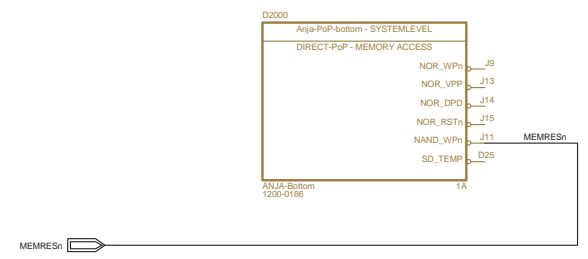 D2000
Anja-PoP-bottom - SYSTEMLEVEL
DIRECT-PoP - MEMORY ACCESS
NOR_WPn J9
NOR_VPP J13
NOR_DPD J14
NOR_RSTn J15
NAND_WPn J11 MEMRESn
SD_TEMP D25
ANJA-Bottom 1A
1200-0186
MEMRESn